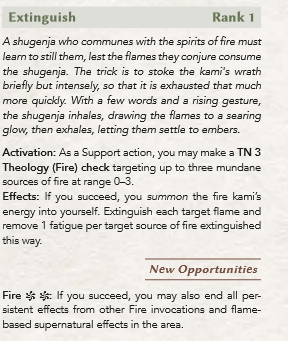 Extinguish Rank 1
A shugenja who communes with the spirits of fire must
learn to still them, lest the flames they conjure consume
the shugenja. The trick is to stoke the kami's wrath
briefly but intensely, so that it is exhausted that much
more quickly. With a few words and a rising gesture,
the shugenja inhales, drawing the flames to a searing
glow, then exhales, letting them settle to embers.
Activation: As a Support action, you may make a TN 3
Theology (Fire) check targeting up to three mundane
sources of fire at range 0–3.
Effects: If you succeed, you summon the fire kami's
energy into yourself. Extinguish each target flame and
remove 1 fatigue per target source of fire extinguished
this way.
New Opportunities
Fire : If you succeed, you may also end all per-
sistent effects from other Fire invocations and flame-
based supernatural effects in the area.